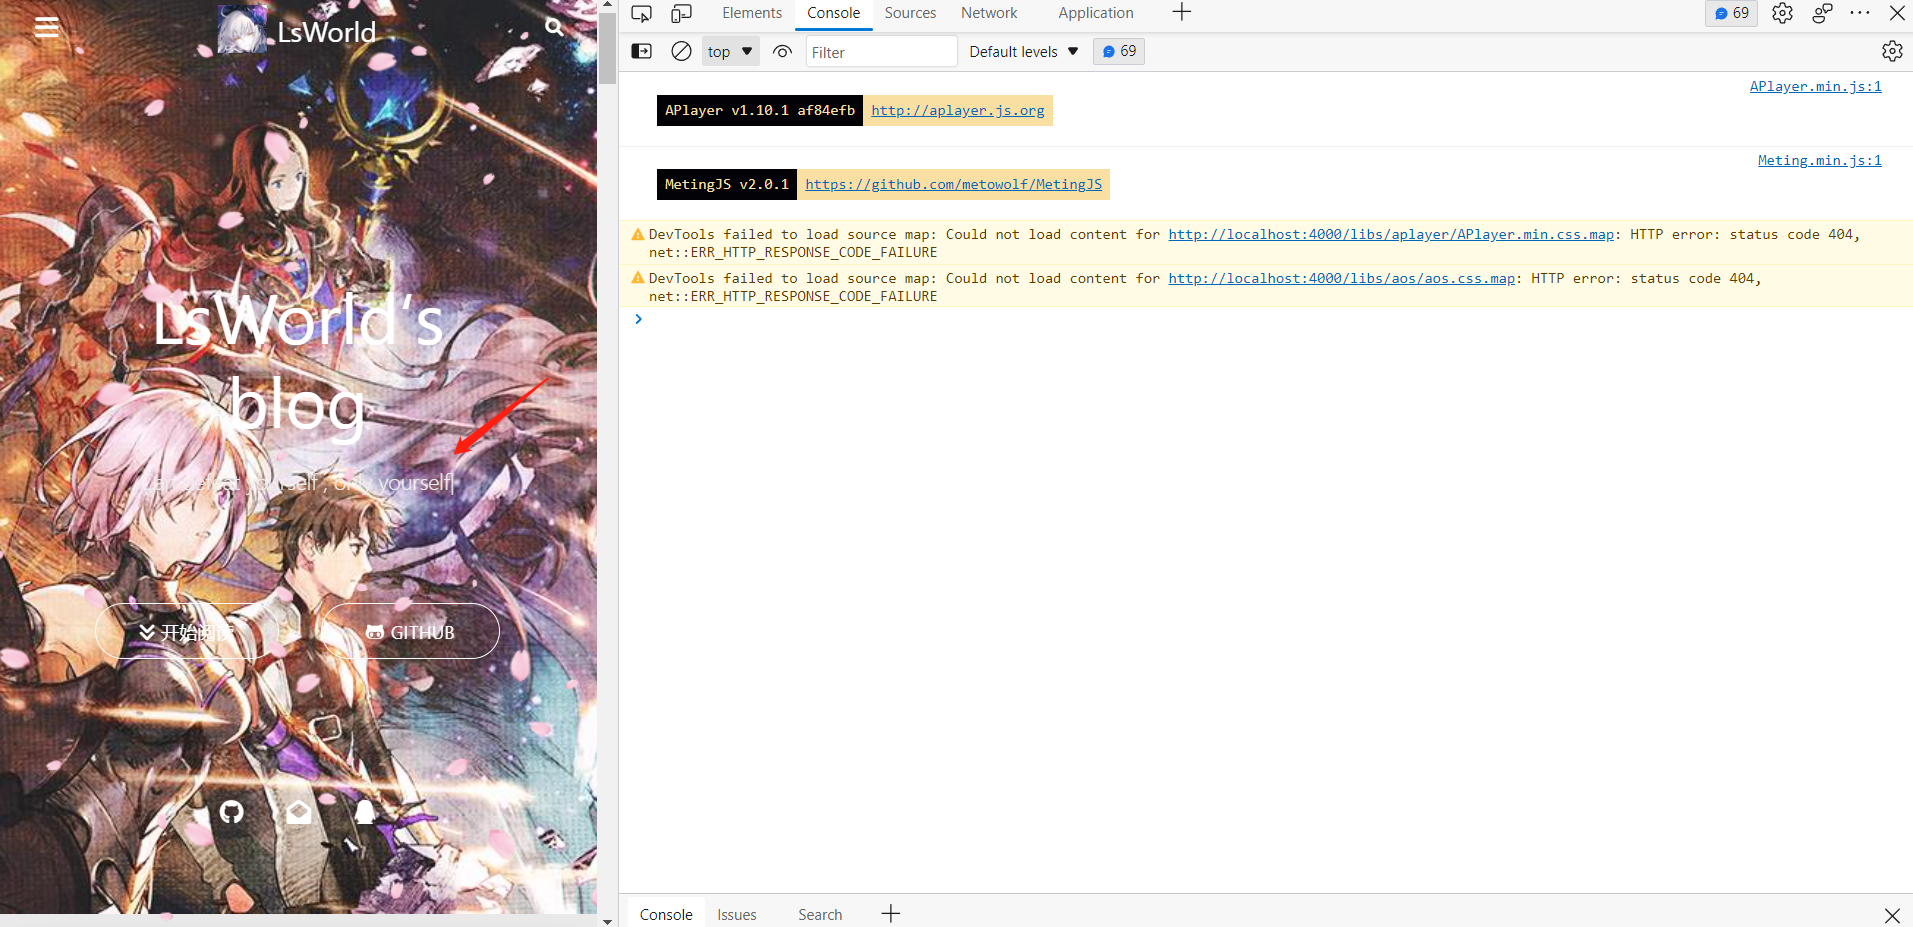 LsWorld
LsWorld‘s
blog
Can defeat yourself , only yourself|
开始阅读
GITHUB
Elements
Console
Sources
Network
Application
69
top
Filter
Default levels
69
APlayer.min.js:1
APlayer v1.10.1 af84efb http://aplayer.js.org
Meting.min.js:1
MetingJS v2.0.1 https://github.com/metowolf/MetingJS
DevTools failed to load source map: Could not load content for http://localhost:4000/libs/aplayer/APlayer.min.css.map: HTTP error: status code 404,
net::ERR_HTTP_RESPONSE_CODE_FAILURE
DevTools failed to load source map: Could not load content for http://localhost:4000/libs/aos/aos.css.map: HTTP error: status code 404,
net::ERR_HTTP_RESPONSE_CODE_FAILURE
Console
Issues
Search